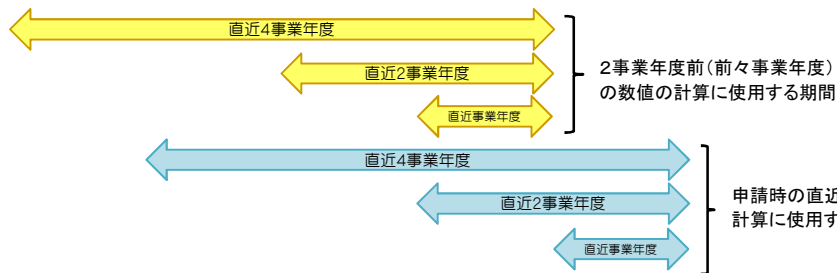 直近4事業年度
直近2事業年度
直近事業年度
2事業年度前(前々事業年度)
の数値の計算に使用する期間
直近4事業年度
直近2事業年度
直近事業年度
申請時の直近
計算に使用す